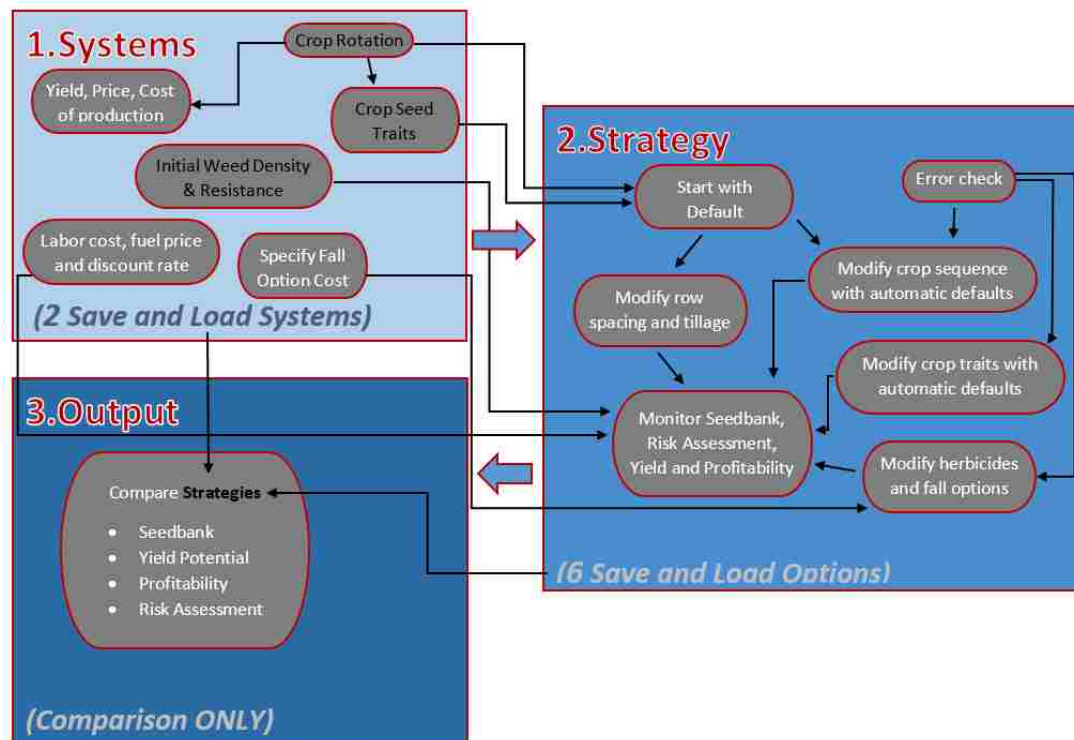 1.Systems
Crop Rotation
Yield, Price, Cost
of production
Crop Seed
Traits
Initial Weed Density
& Resistance
Labor cost, fuel price
and discount rate
Specify Fall
Option Cost
(2 Save and Load Systems)
2.Strategy
Start with
Default
Error check
Modify crop sequence
with automatic defaults
Modify row
spacing and tillage
Modify crop traits with
automatic defaults
Monitor Seedbank,
Risk Assessment,
Yield and Profitability
Modify herbicides
and fall options
(6 Save and Load Options)
3.Output
Compare Strategies
• Seedbank
• Yield Potential
• Profitability
• Risk Assessment
(Comparison ONLY)